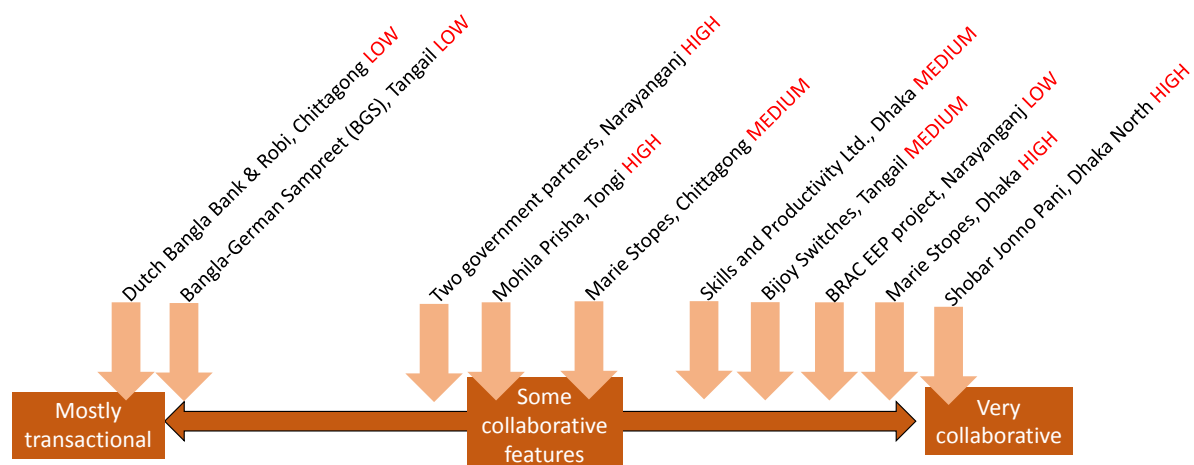 Dutch Bangla Bank & Robi, Chittagong LOW
Bangla-German Sampreet (BGS), Tangail LOW
Two government partners, Narayanganj HIGH
Mohila Prisha, Tongi HIGH
Marie Stopes, Chittagong MEDIUM
Skills and Productivity Ltd., Dhaka MEDIUM
Bijoy Switches, Tangail MEDIUM
BRAC EEP project, Narayanganj LOW
Marie Stopes, Dhaka HIGH
Shobar Jonno Pani, Dhaka North HIGH
Mostly
transactional
Some
collaborative
features
Very
collaborative